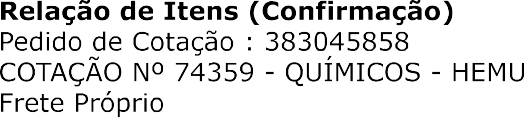 Relação de Itens (Confirmação)
Pedido de Cotação : 383045858
COTAÇÃO Nº 74359 - QUÍMICOS - HEMU
Frete Próprio